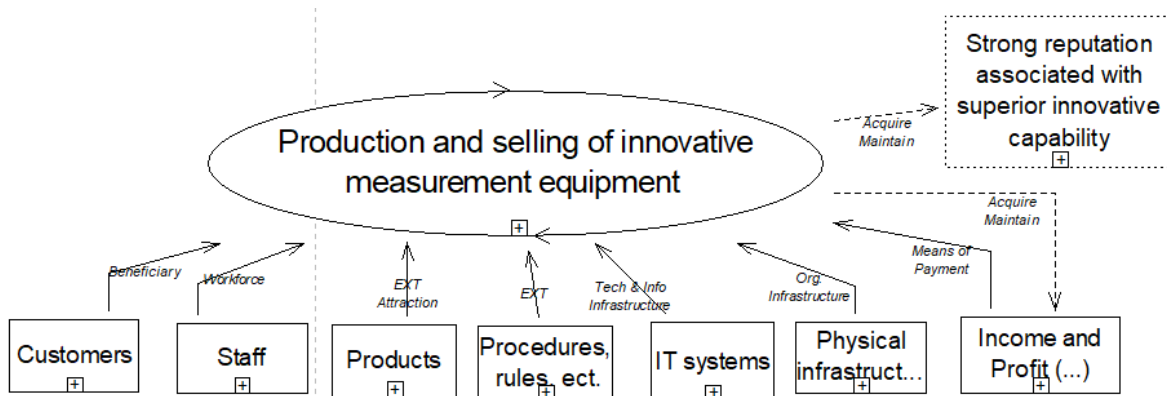 Strong reputation
associated with
superior innovative
capability
Production and selling of innovative
measurement equipment
Acquire
Maintain
Acquire
Maintain
Beneficiary
Workforce
EXT
Attraction
EXT
Tech & Info
Infrastructure
Org.
Infrastructure
Means of
Payment
Customers
Staff
Products
Procedures,
rules, ect.
IT systems
Physical
infrastruct...
Income and
Profit (...)